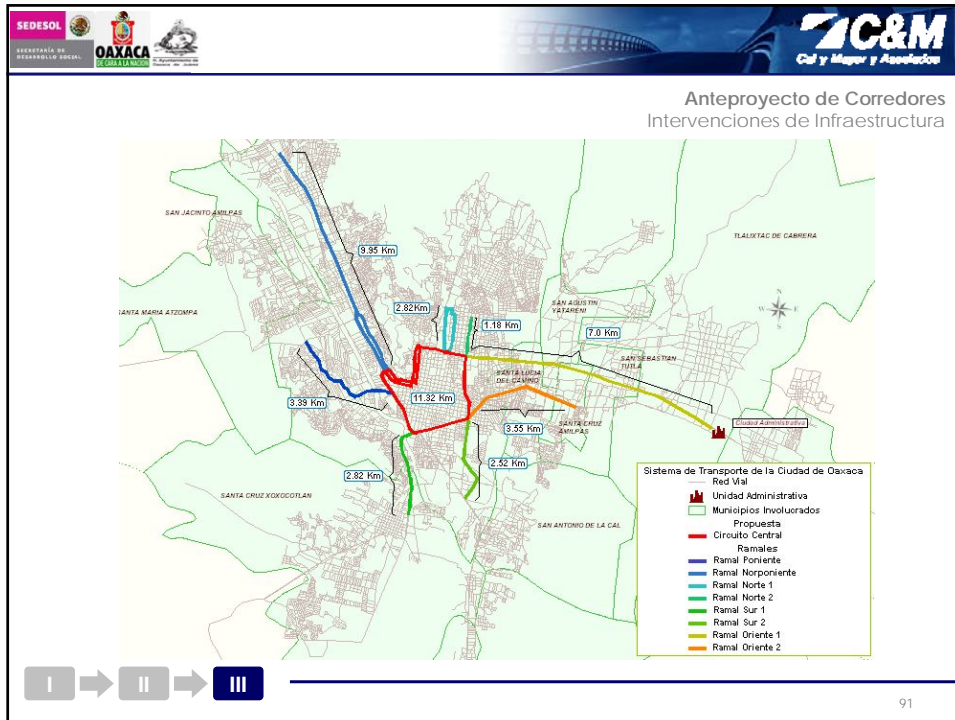 SEDESOL
SECRETARÍA DE
DESARROLLO SOCIAL
OAXACA
DE CARA A LA NACIÓN
H. Ayuntamiento de
Oaxaca de Juárez
C&M
Cal y Mayor y Asociados
Anteproyecto de Corredores
Intervenciones de Infraestructura
SAN JACINTO AMILPAS
TLALIXTAC DE CABRERA
9.95 Km
SANTA MARIA ATZOMPA
2.82Km
SAN AGUSTIN
YATARENI
1.18 Km
7.0 Km
SAN SEBASTIAN
TUTLA
SANTA LUCIA
DEL CAMINO
11.32 Km
3.39 Km
SANTA CRUZ
AMILPAS
3.55 Km
Ciudad Administrativa
2.52 Km
2.82 Km
SANTA CRUZ XOXOCOTLAN
SAN ANTONIO DE LA CAL
N
W
E
S
Sistema de Transporte de la Ciudad de Oaxaca
Red Vial
Unidad Administrativa
Municipios Involucrados
Propuesta
Circuito Central
Ramales
Ramal Poniente
Ramal Norponiente
Ramal Norte 1
Ramal Norte 2
Ramal Sur 1
Ramal Sur 2
Ramal Oriente 1
Ramal Oriente 2
I
II
III
91